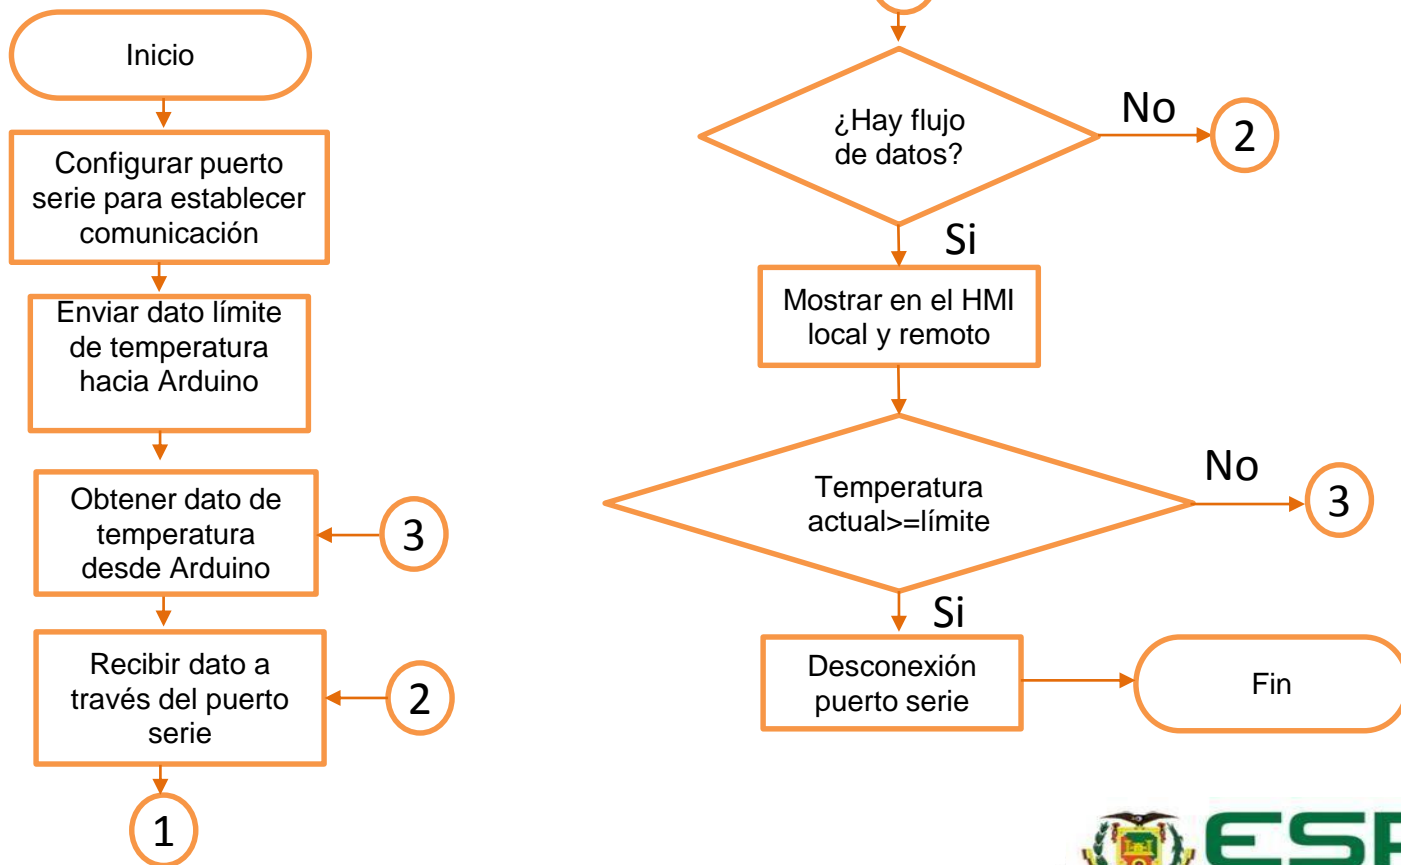 Inicio
Configurar puerto
serie para establecer
comunicación
Enviar dato límite
de temperatura
hacia Arduino
Obtener dato de
temperatura
desde Arduino
3
Recibir dato a
través del puerto
serie
2
1
¿Hay flujo
de datos?
No
2
Si
Mostrar en el HMI
local y remoto
Temperatura
actual>=límite
No
3
Si
Desconexión
puerto serie
Fin